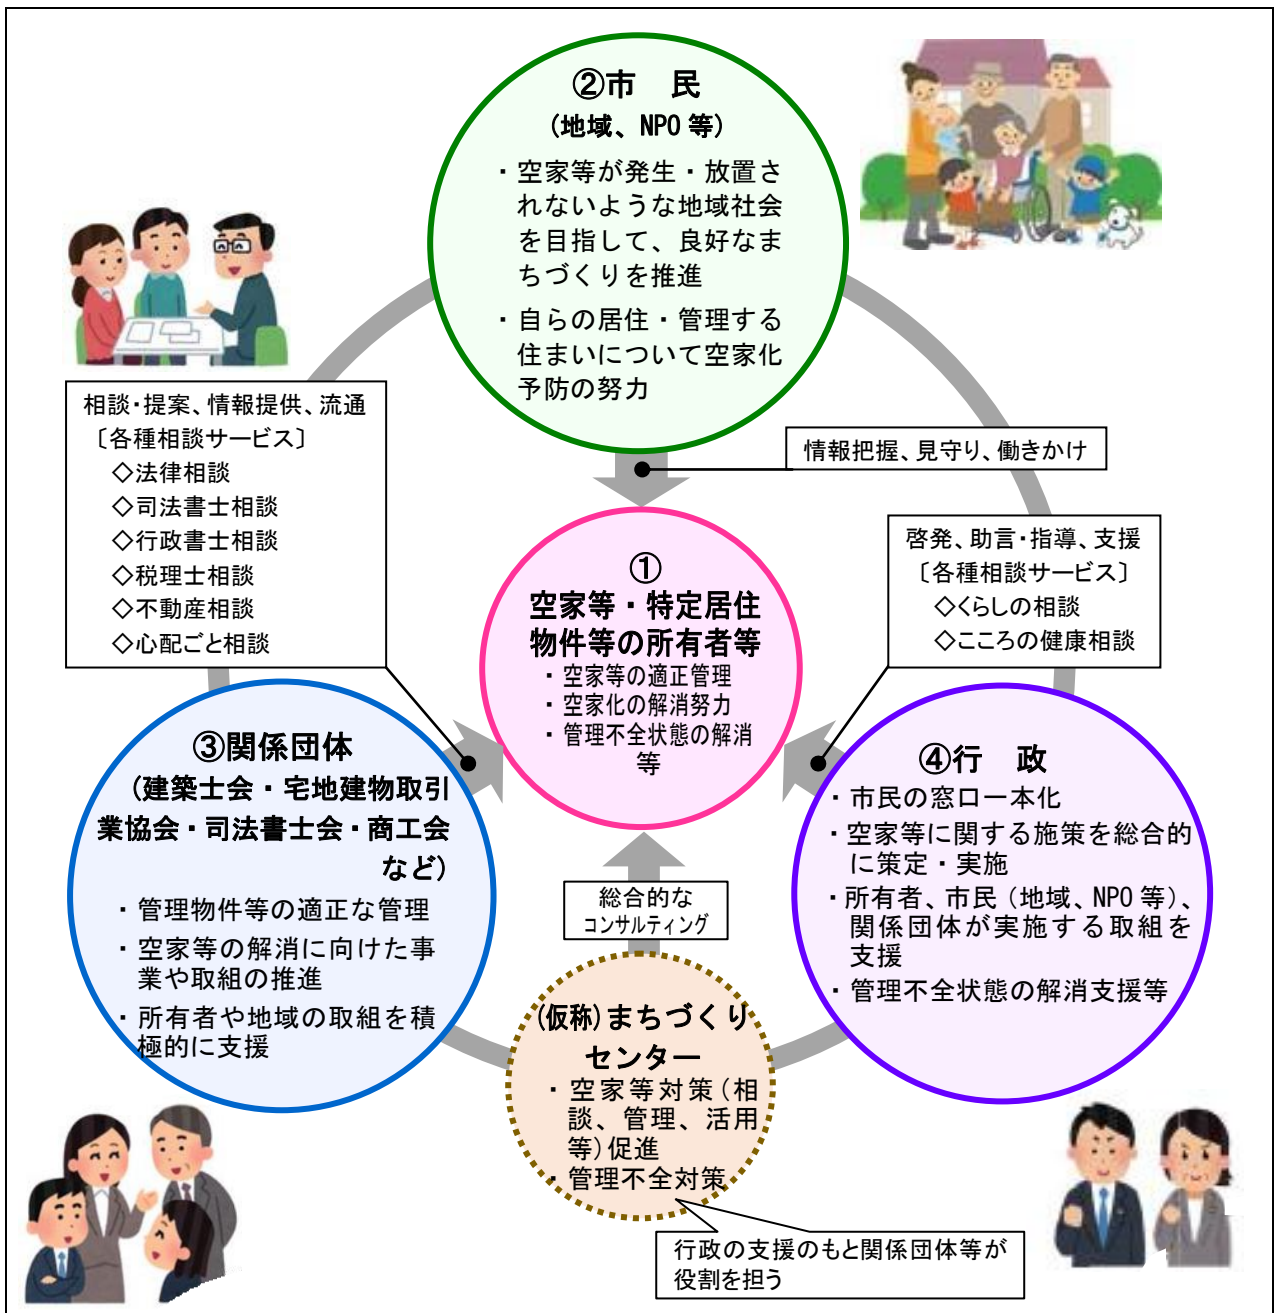 ②市　民
(地域、NPO 等)
・空家等が発生・放置さ
れないような地域社会
を目指して、良好なま
ちづくりを推進
・自らの居住・管理する
住まいについて空家化
予防の努力
相談・提案、情報提供、流通
〔各種相談サービス〕
◇法律相談
◇司法書士相談
◇行政書士相談
◇税理士相談
◇不動産相談
◇心配ごと相談
情報把握、見守り、働きかけ
啓発、助言・指導、支援
〔各種相談サービス〕
◇くらしの相談
◇こころの健康相談
①
空家等・特定居住
物件等の所有者等
・空家等の適正管理
・空家化の解消努力
・管理不全状態の解消
等
③関係団体
(建築士会・宅地建物取引
業協会・司法書士会・商工会
など)
・管理物件等の適正な管理
・空家等の解消に向けた事
業や取組の推進
・所有者や地域の取組を積
極的に支援
④行　政
・市民の窓口一本化
・空家等に関する施策を総合的
に策定・実施
・所有者、市民(地域、NPO 等)、
関係団体が実施する取組を
支援
・管理不全状態の解消支援等
総合的な
コンサルティング
(仮称)まちづくり
センター
・空家等対策(相
談、管理、活用
等)促進
・管理不全対策
行政の支援のもと関係団体等が
役割を担う